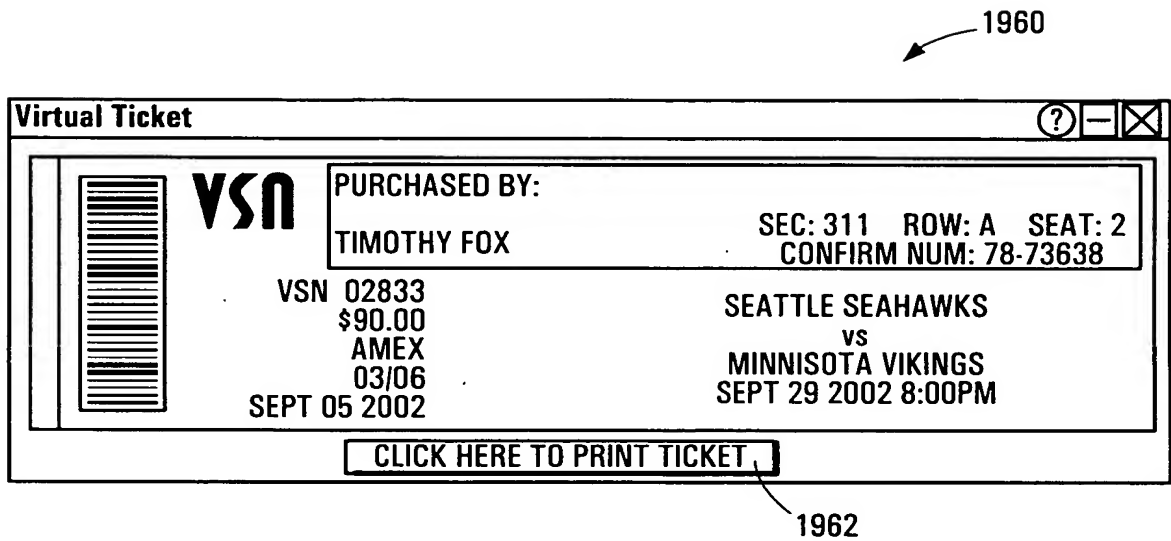 1960
Virtual Ticket ?
VSN
PURCHASED BY:
TIMOTHY FOX
SEC: 311 ROW: A SEAT: 2
CONFIRM NUM: 78-73638
VSN 02833
$90.00
AMEX
03/06
SEPT 05 2002
SEATTLE SEAHAWKS
vs
MINNISOTA VIKINGS
SEPT 29 2002 8:00PM
CLICK HERE TO PRINT TICKET
1962